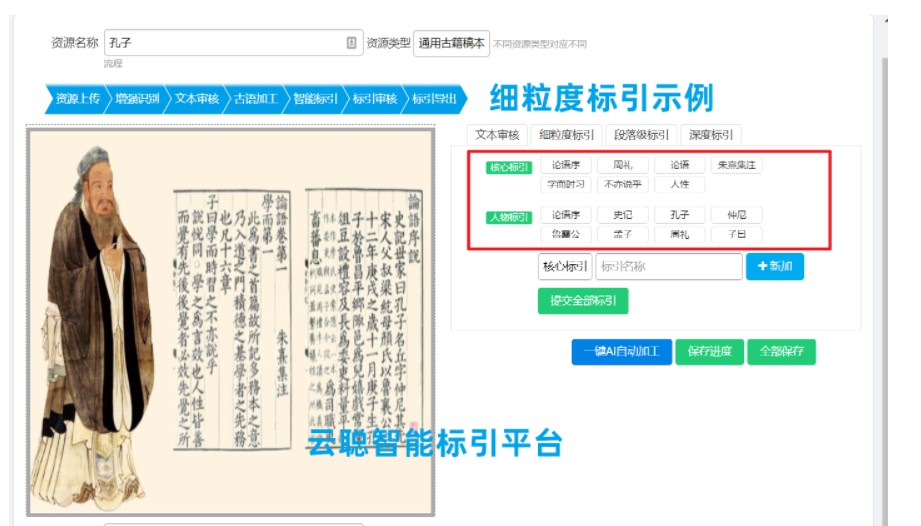 资源名称 孔子 资源类型 通用古籍稿本 不同资源类型对应不同
流程
资源上传 增强识别 文本审核 古语加工 智能标引 标引审核 标引导出
细粒度标引示例
文本审核 细粒度标引 段落级标引 深度标引
核心标引 论语序 周礼 论语 朱熹集注
学而时习 不亦说乎 人性
人物标引 论语序 史记 孔子 仲尼
鲁襄公 孟子 周礼 子曰
核心标引 标引名称 +新加
提交全部标引
一键AI自动加工 保存进度 全部保存
論語序說
史記世家曰孔子名丘字仲尼其
宋人父叔梁紇母顏氏以魯襄公
十二年庚戌之歲十一月庚子生
子於魯昌平鄉陬邑為兒嬉戲常
俎豆設禮容及長為委吏料量平
畜蕃息
為司職
論語卷第一 朱熹集注
學而第一
此為書之首篇故所記多務本之意
乃入道之門積德之基學者之先務
也凡十六章
子曰學而時習之不亦說乎
說悅同○學之為言效也人性皆善
而覺有先後後覺者必效先覺之所
云聪智能标引平台